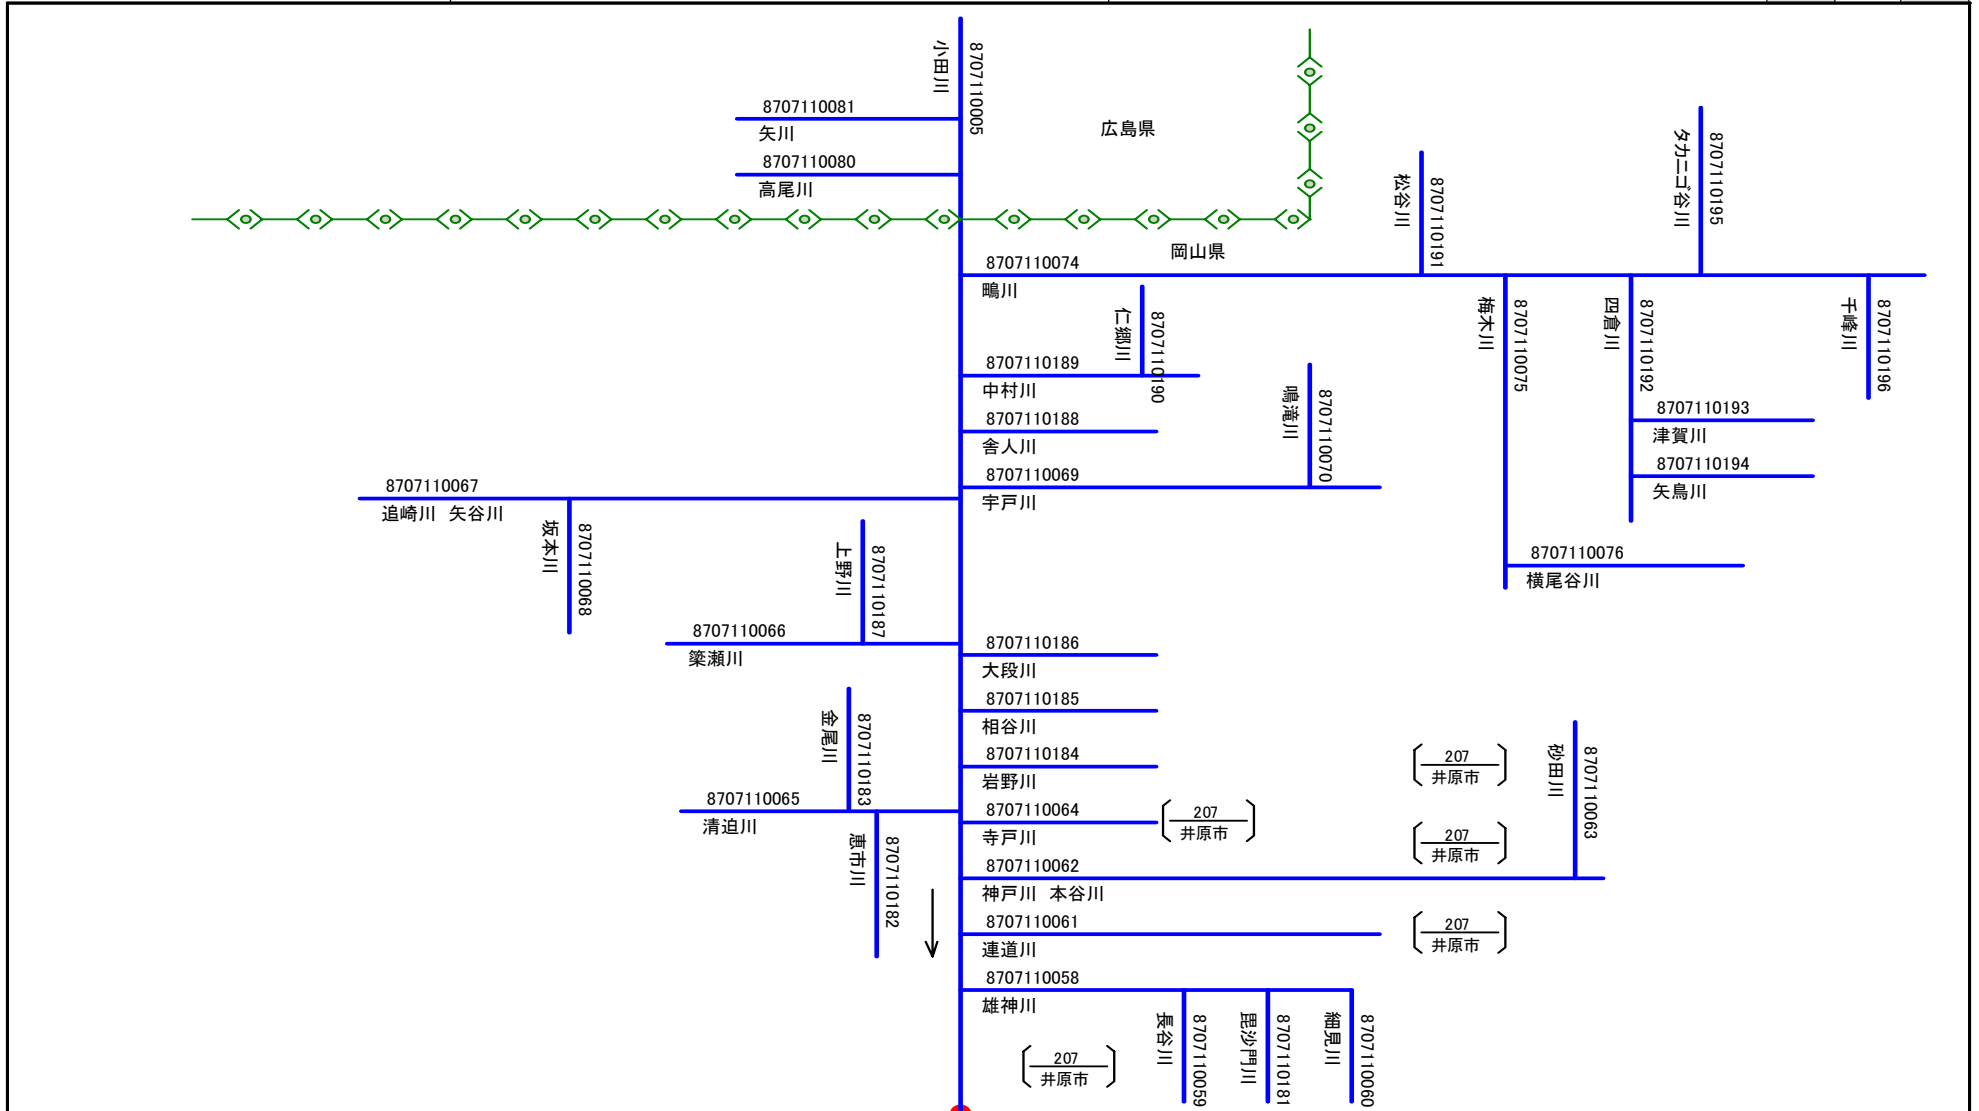 小田川
8707110005
8707110081
矢川
8707110080
高尾川
広島県
岡山県
8707110074
鴫川
松谷川
8707110191
タカニゴ谷川
8707110195
梅木川
8707110075
四倉川
8707110192
千峰川
8707110196
仁郷川
8707110190
8707110189
中村川
8707110188
舎人川
鳴滝川
8707110070
8707110069
宇戸川
8707110193
津賀川
8707110194
矢鳥川
8707110076
横尾谷川
8707110067
追崎川 矢谷川
坂本川
8707110068
上野川
8707110187
8707110066
簗瀬川
8707110186
大段川
8707110185
相谷川
8707110184
岩野川
金尾川
8707110183
8707110065
清迫川
恵市川
8707110182
8707110064
寺戸川
207
井原市
207
井原市
207
井原市
砂田川
8707110063
8707110062
神戸川 本谷川
8707110061
連道川
207
井原市
8707110058
雄神川
長谷川
8707110059
毘沙門川
8707110181
細見川
8707110060
207
井原市